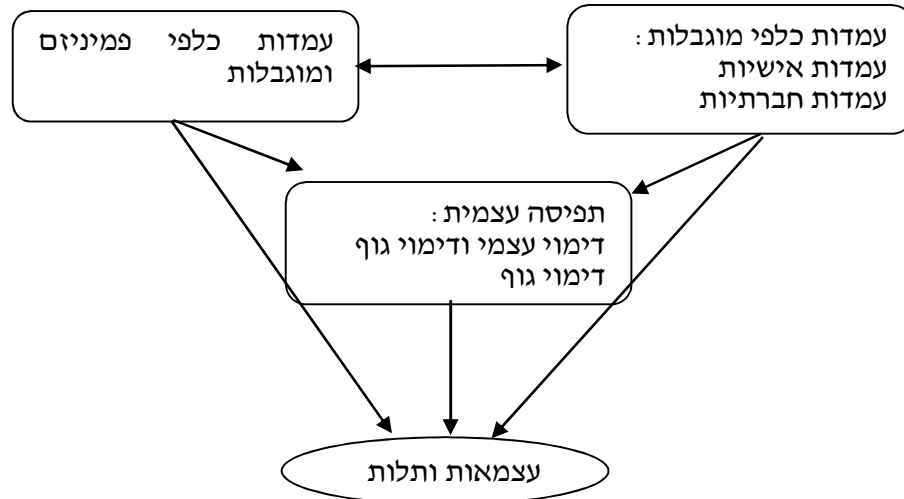 עמדות כלפי מוגבלות:
עמדות אישיות
עמדות חברתיות
עמדות כלפי פמיניזם
ומוגבלות
תפיסה עצמית:
דימוי עצמי ודימוי גוף
דימוי גוף
עצמאות ותלות